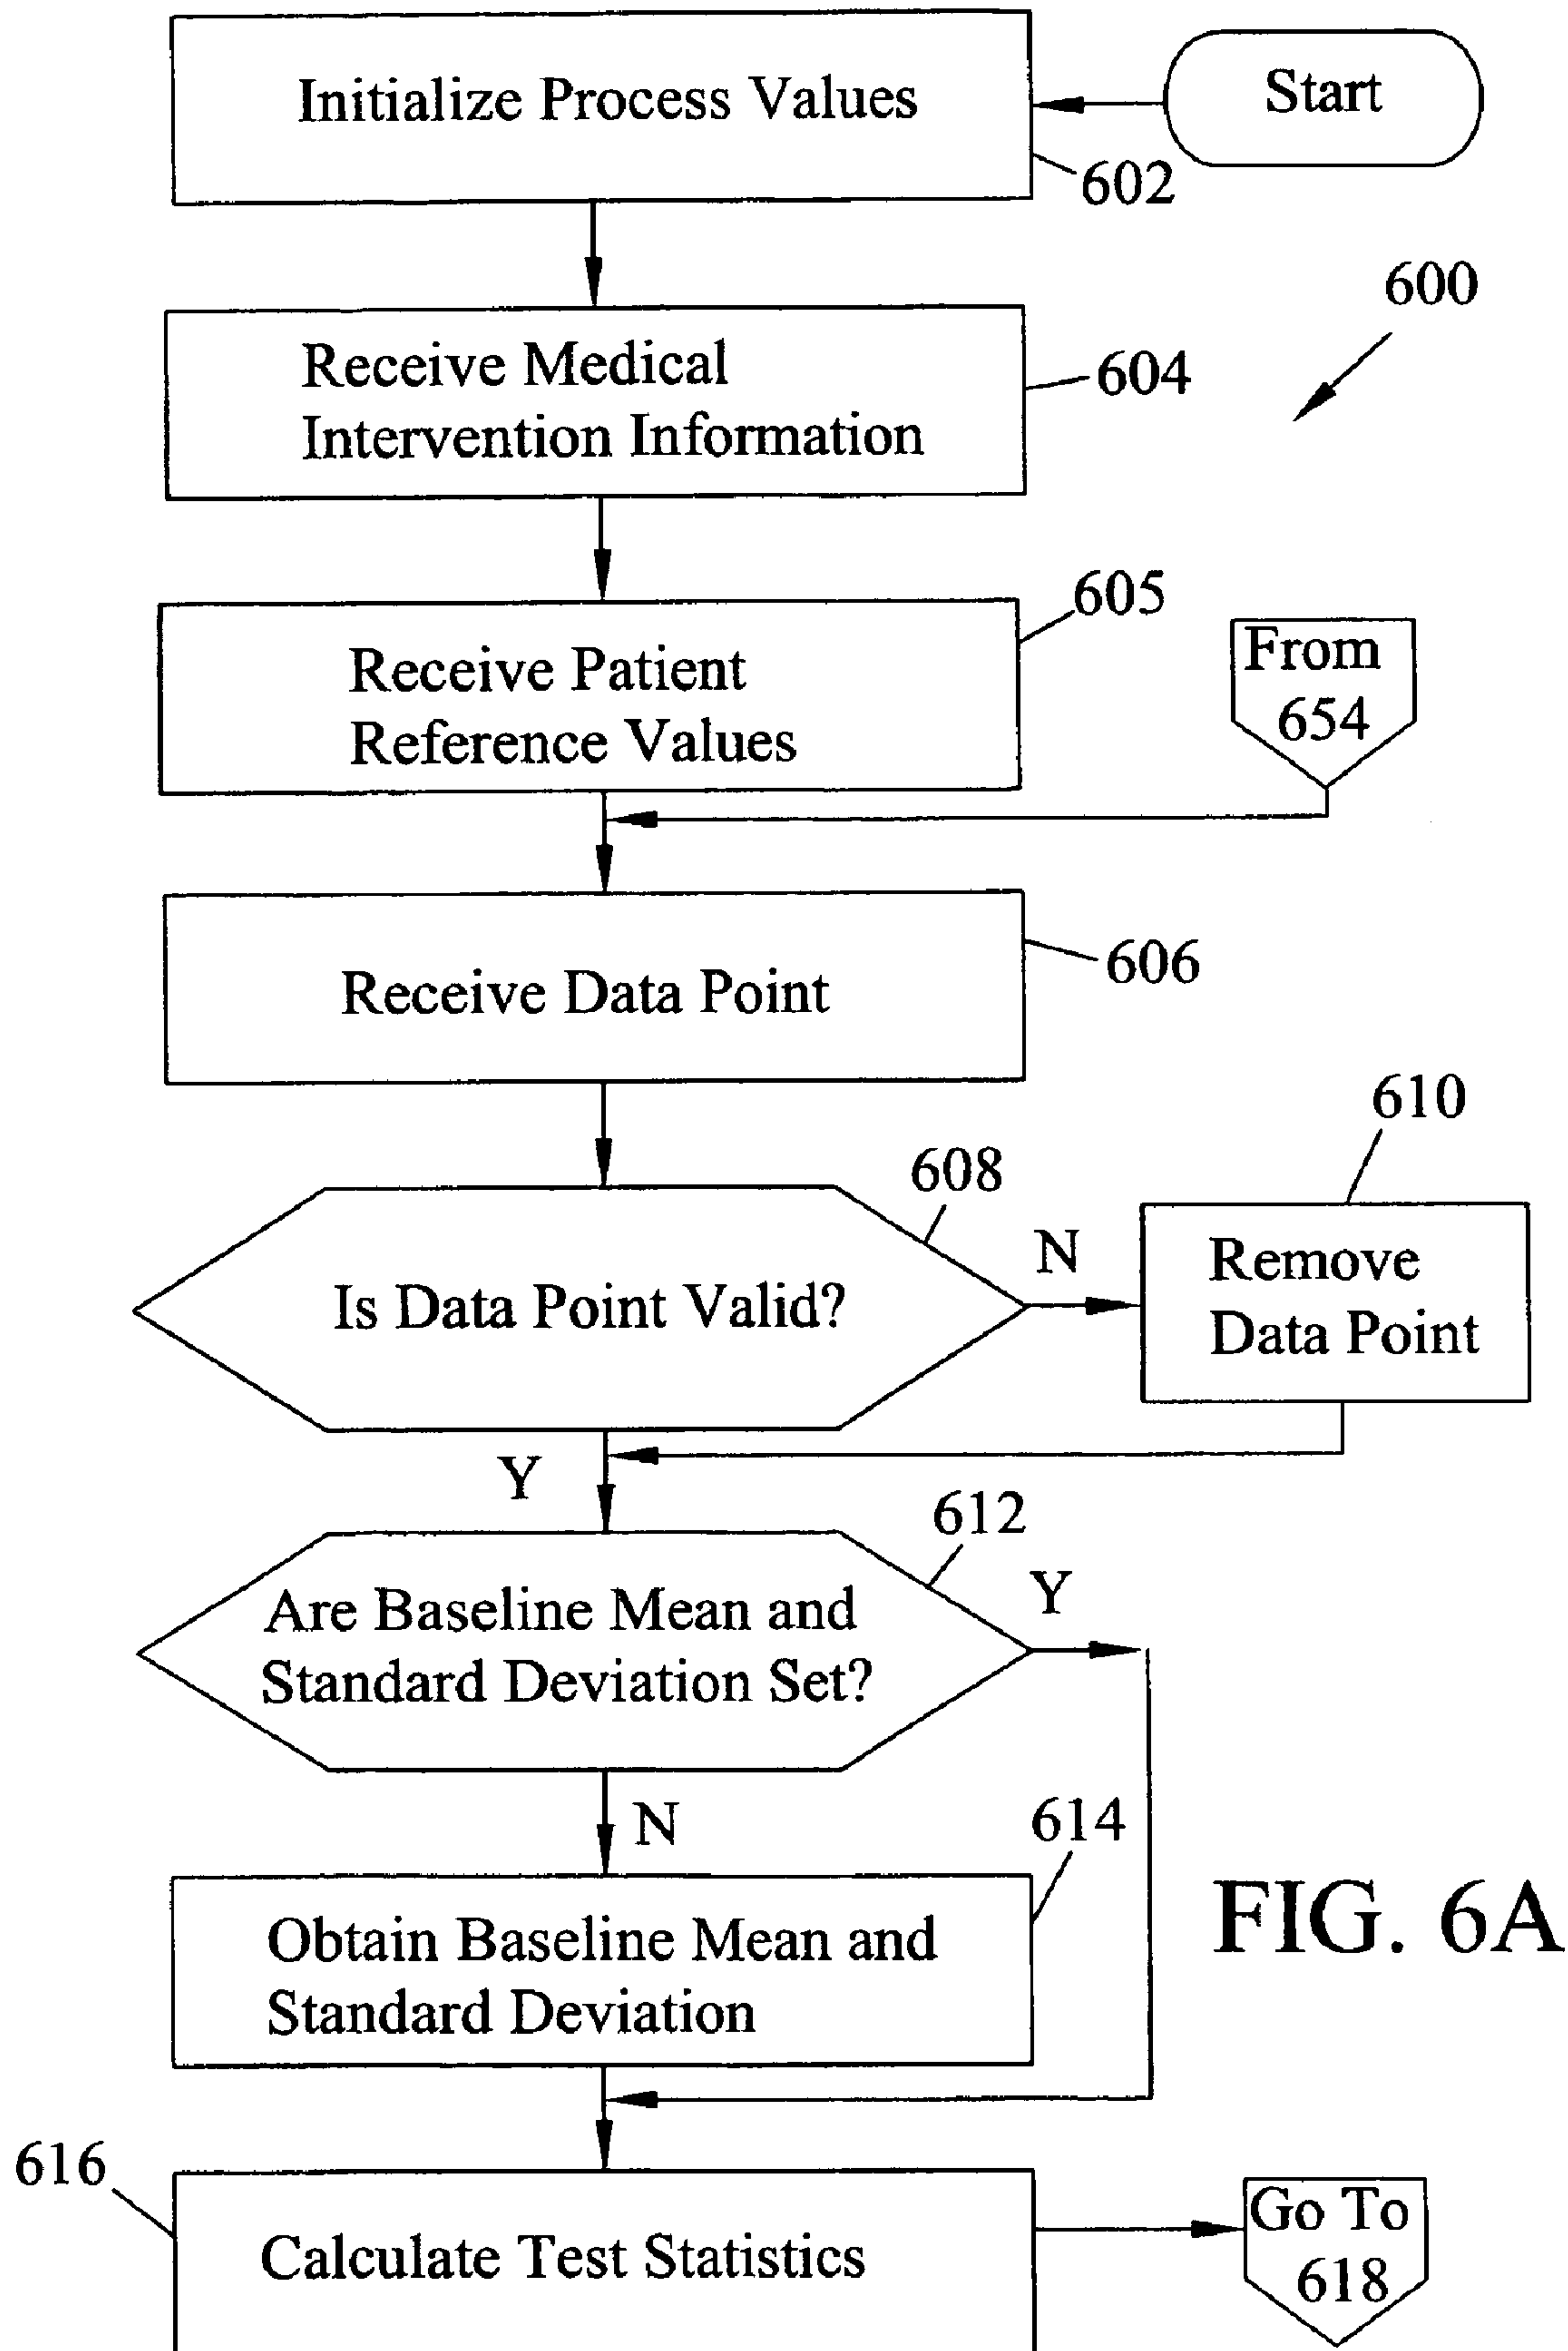 Initialize Process Values
Start
602
600
Receive Medical
Intervention Information
604
605
Receive Patient
Reference Values
From
654
606
Receive Data Point
610
608
N
Remove
Data Point
Is Data Point Valid?
Y
612
Are Baseline Mean and
Standard Deviation Set?
Y
N
614
Obtain Baseline Mean and
Standard Deviation
FIG. 6A
616
Calculate Test Statistics
Go To
618